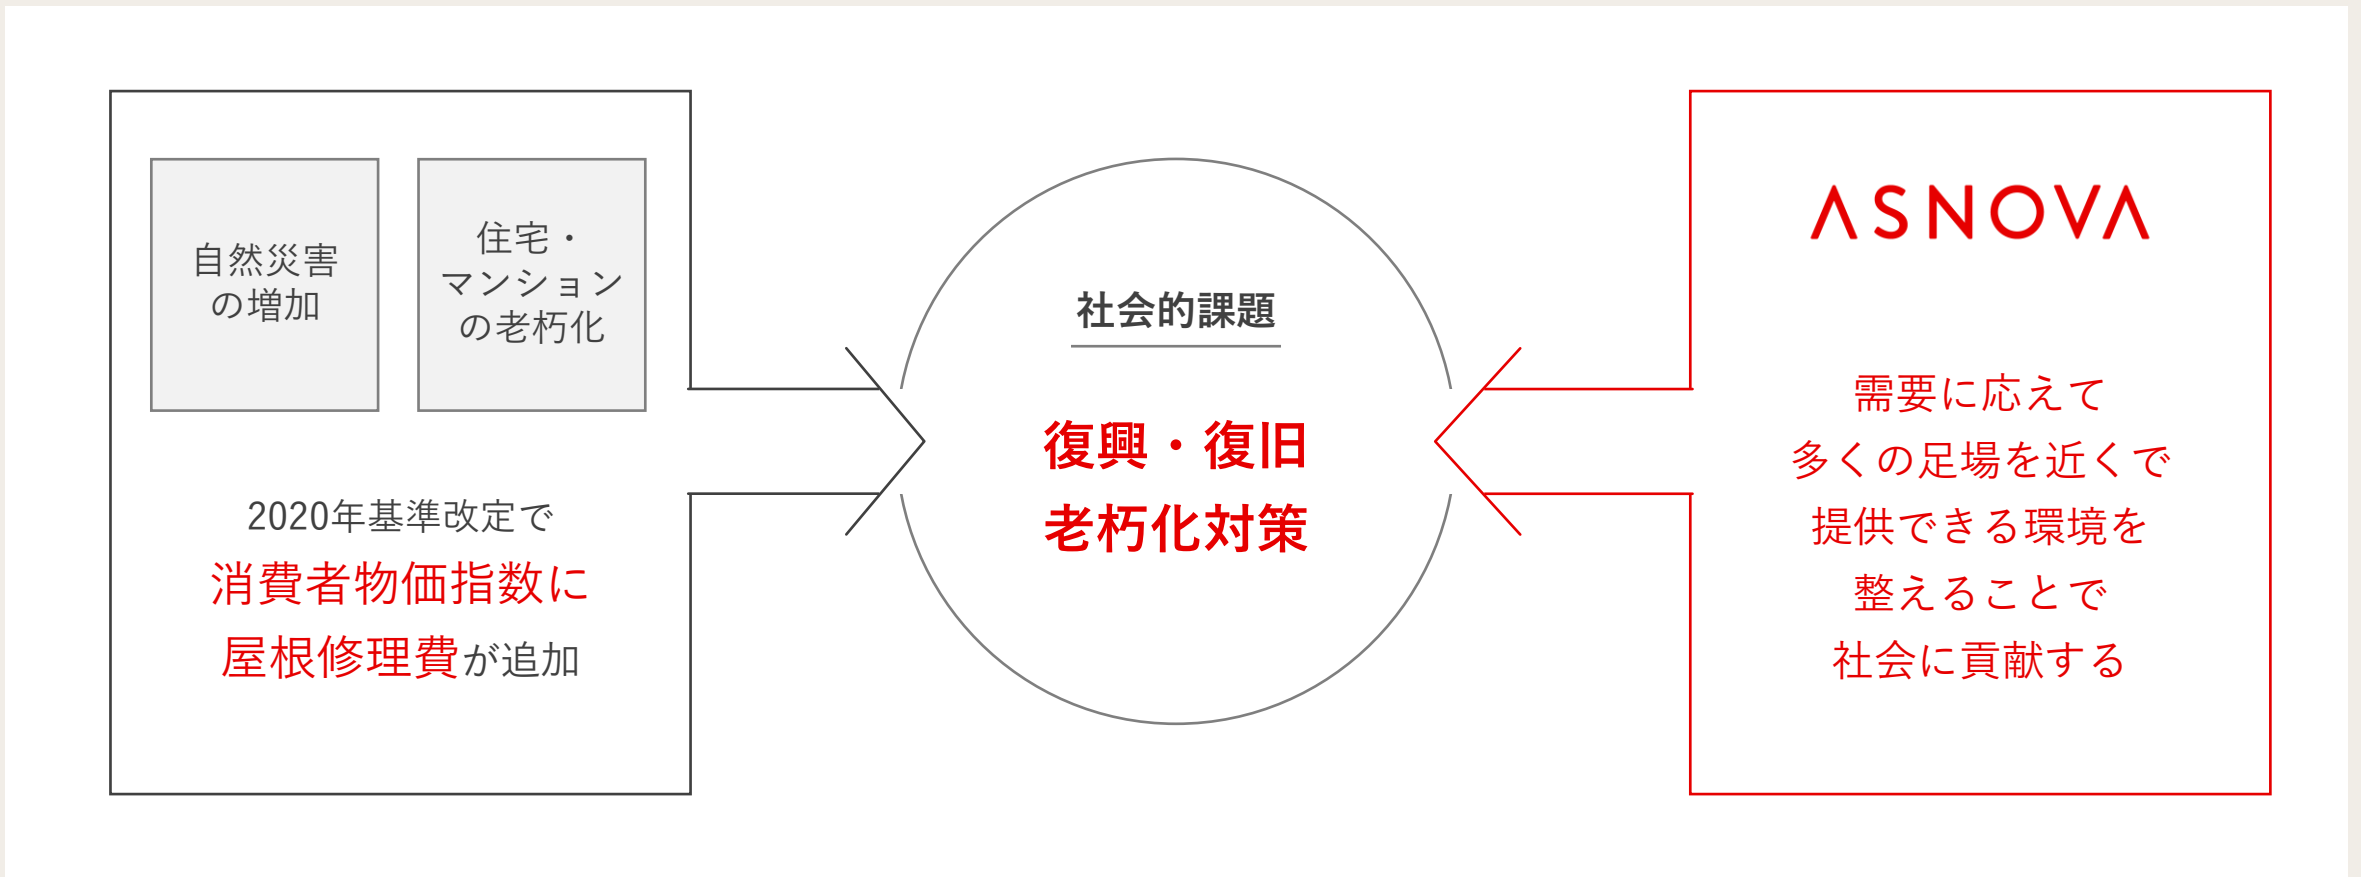 自然災害
の増加
住宅・
マンション
の老朽化
2020年基準改定で
消費者物価指数に
屋根修理費が追加
社会的課題
復興・復旧
老朽化対策
ASNOVA
需要に応えて
多くの足場を近くで
提供できる環境を
整えることで
社会に貢献する